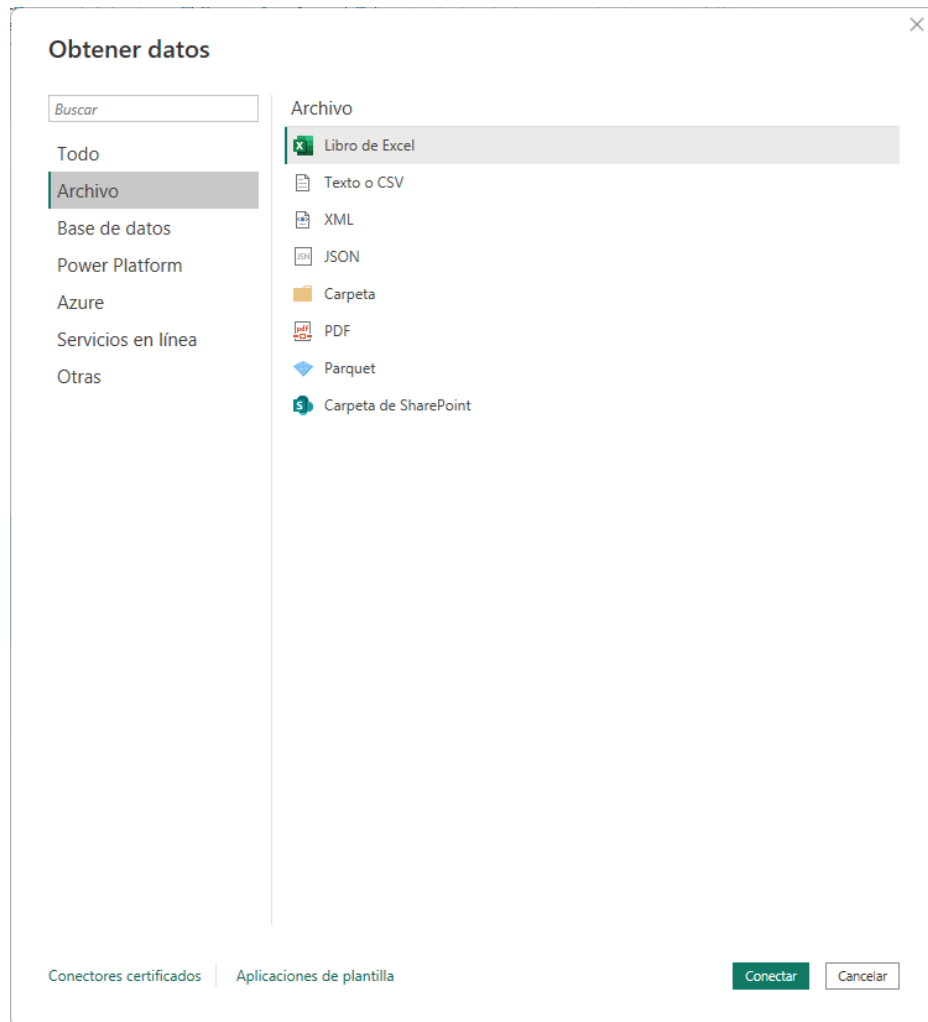 Obtener datos
Buscar
Todo
Archivo
Base de datos
Power Platform
Azure
Servicios en línea
Otras
Archivo
Libro de Excel
Texto o CSV
XML
JSON
Carpeta
PDF
Parquet
Carpeta de SharePoint
Conectores certificados
Aplicaciones de plantilla
Conectar
Cancelar